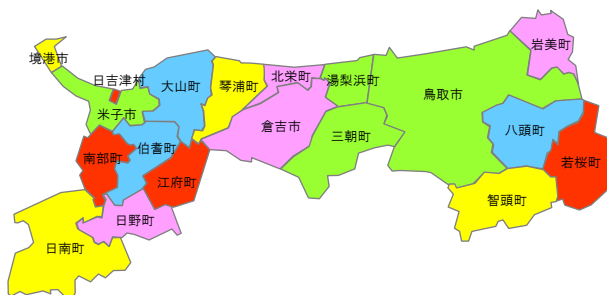 岩美町
境港市
日吉津村
大山町
琴浦町
北栄町
湯梨浜町
鳥取市
米子市
倉吉市
三朝町
八頭町
伯耆町
南部町
江府町
若桜町
智頭町
日野町
日南町